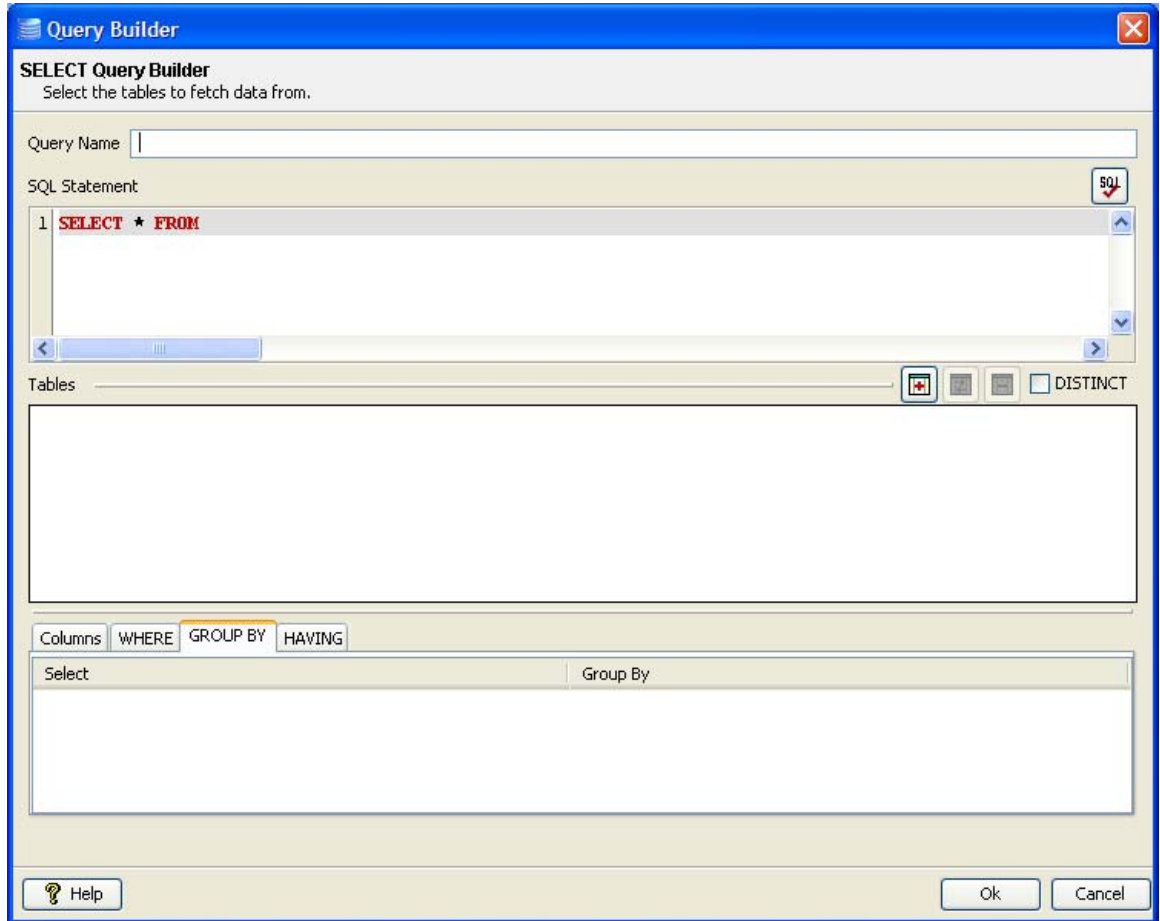 Query Builder
SELECT Query Builder
Select the tables to fetch data from.
Query Name
SQL Statement
SQL
1 SELECT * FROM
Tables
DISTINCT
Columns WHERE GROUP BY HAVING
Select Group By
Help Ok Cancel